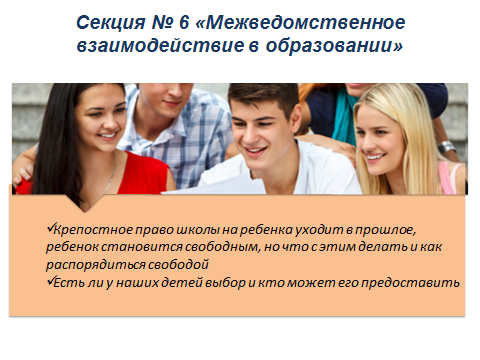 Секция № 6 «Межведомственное
взаимодействие в образовании»
✓Крепостное право школы на ребенка уходит в прошлое,
ребенок становится свободным, но что с этим делать и как
распорядиться свободой
✓Есть ли у наших детей выбор и кто может его предоставить